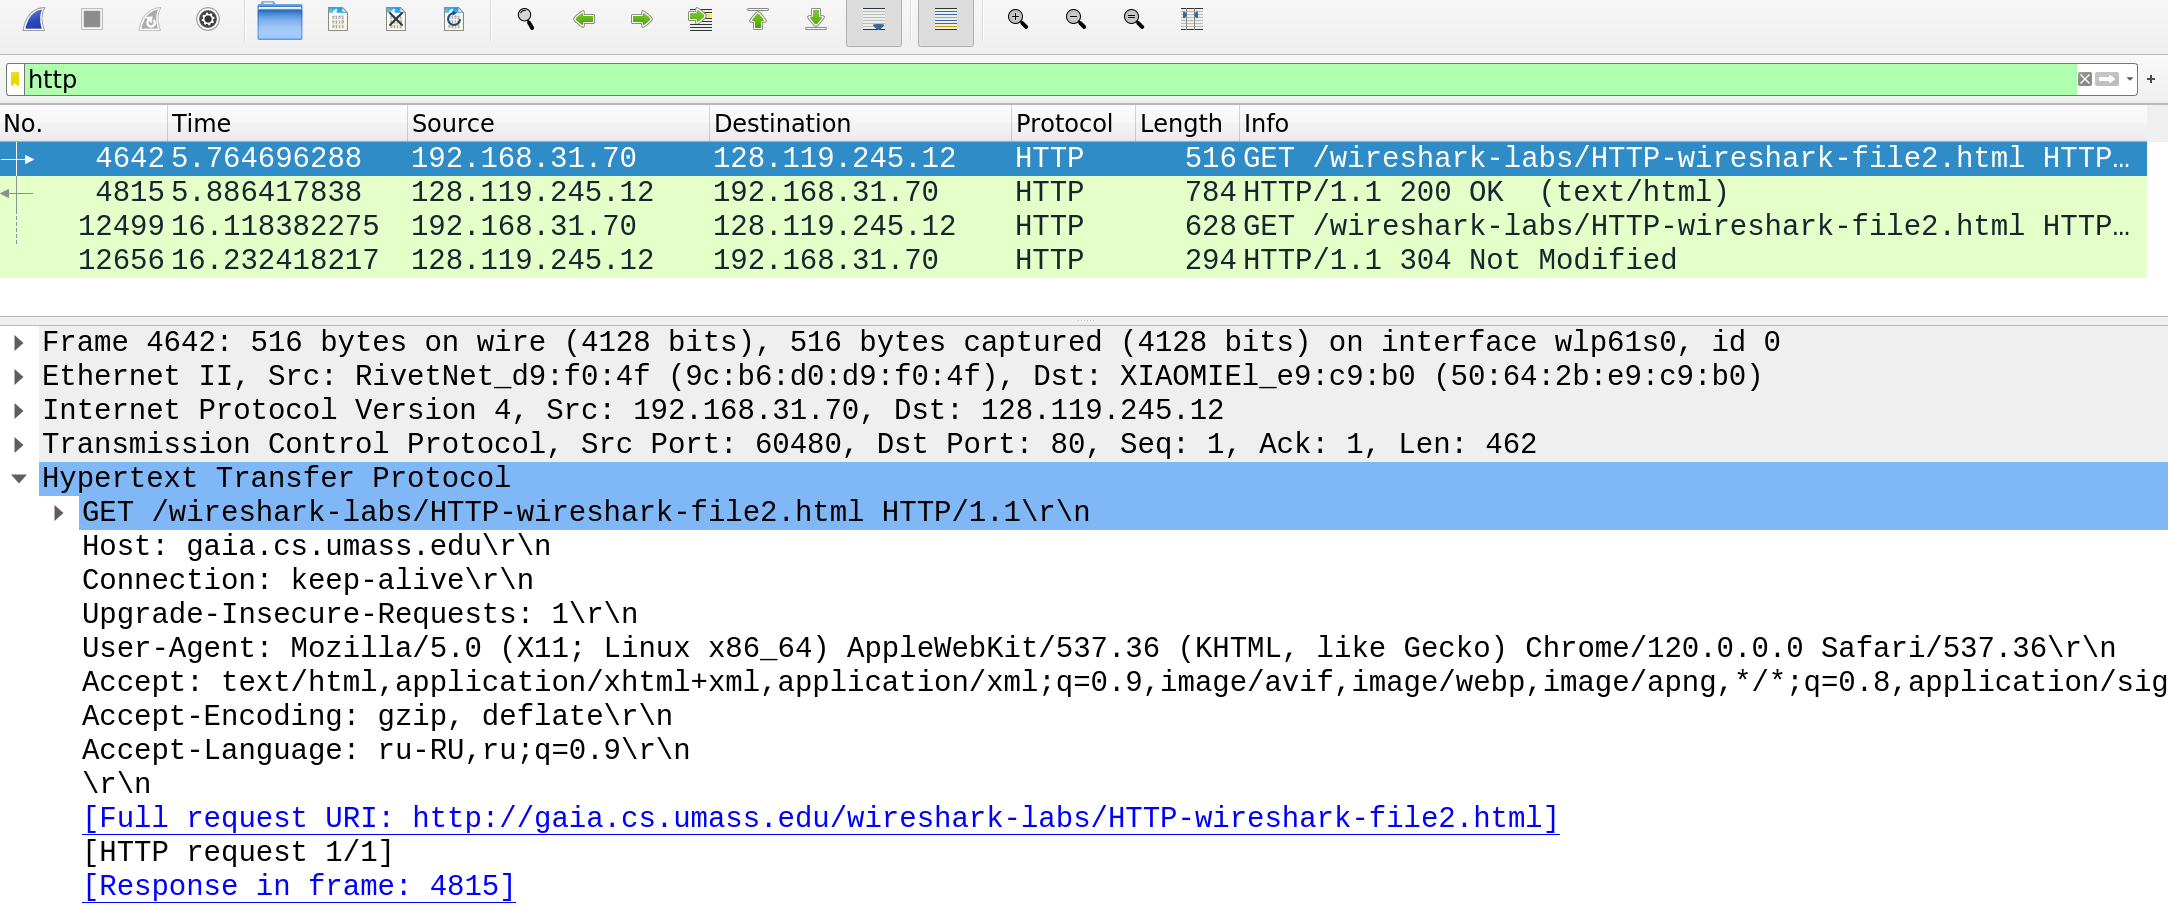 http
No. Time Source Destination Protocol Length Info
4642 5.764696288 192.168.31.70 128.119.245.12 HTTP 516 GET /wireshark-labs/HTTP-wireshark-file2.html HTTP…
4815 5.886417838 128.119.245.12 192.168.31.70 HTTP 784 HTTP/1.1 200 OK  (text/html)
12499 16.118382275 192.168.31.70 128.119.245.12 HTTP 628 GET /wireshark-labs/HTTP-wireshark-file2.html HTTP…
12656 16.232418217 128.119.245.12 192.168.31.70 HTTP 294 HTTP/1.1 304 Not Modified
Frame 4642: 516 bytes on wire (4128 bits), 516 bytes captured (4128 bits) on interface wlp61s0, id 0
Ethernet II, Src: RivetNet_d9:f0:4f (9c:b6:d0:d9:f0:4f), Dst: XIAOMIEl_e9:c9:b0 (50:64:2b:e9:c9:b0)
Internet Protocol Version 4, Src: 192.168.31.70, Dst: 128.119.245.12
Transmission Control Protocol, Src Port: 60480, Dst Port: 80, Seq: 1, Ack: 1, Len: 462
Hypertext Transfer Protocol
GET /wireshark-labs/HTTP-wireshark-file2.html HTTP/1.1\r\n
Host: gaia.cs.umass.edu\r\n
Connection: keep-alive\r\n
Upgrade-Insecure-Requests: 1\r\n
User-Agent: Mozilla/5.0 (X11; Linux x86_64) AppleWebKit/537.36 (KHTML, like Gecko) Chrome/120.0.0.0 Safari/537.36\r\n
Accept: text/html,application/xhtml+xml,application/xml;q=0.9,image/avif,image/webp,image/apng,*/*;q=0.8,application/sig
Accept-Encoding: gzip, deflate\r\n
Accept-Language: ru-RU,ru;q=0.9\r\n
\r\n
[Full request URI: http://gaia.cs.umass.edu/wireshark-labs/HTTP-wireshark-file2.html]
[HTTP request 1/1]
[Response in frame: 4815]